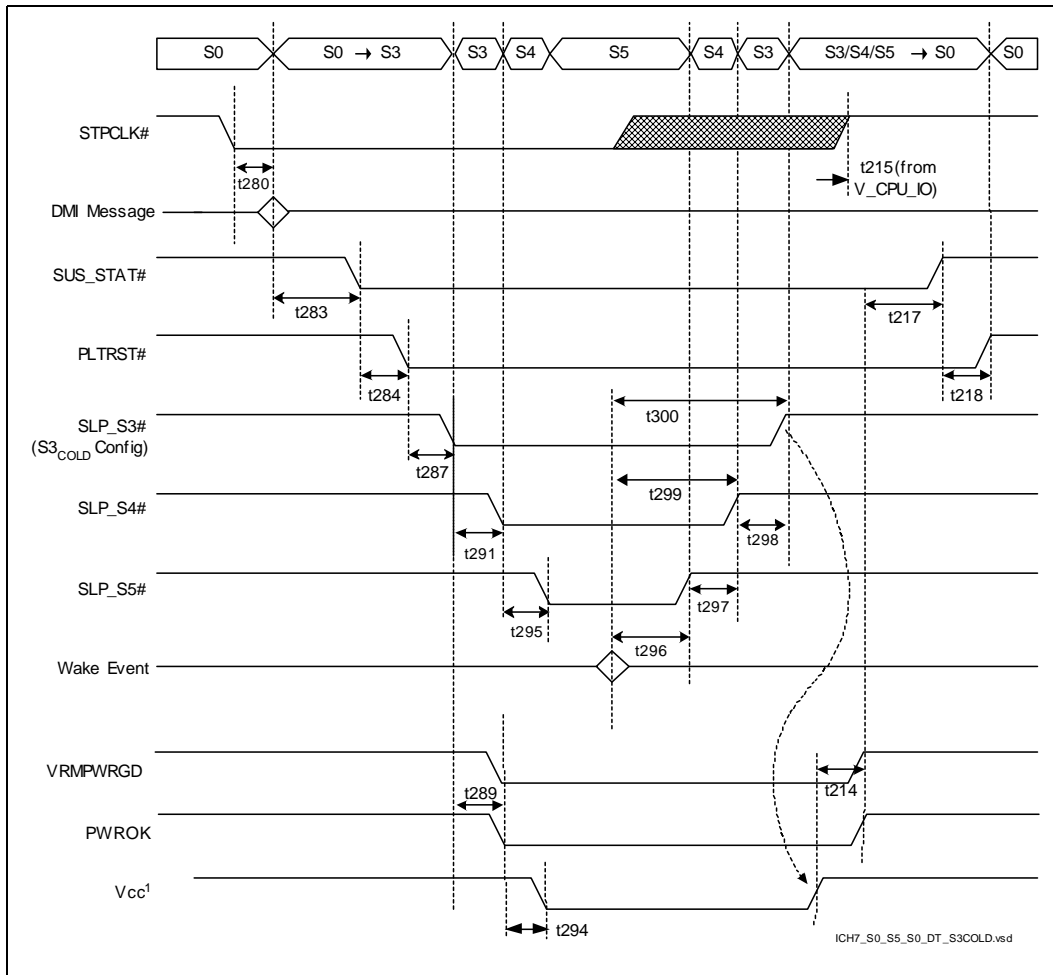 S0 S0 → S3 S3 S4 S5 S4 S3 S3/S4/S5 → S0 S0
STPCLK#
t280
t215(from
V_CPU_IO)
DMI Message
SUS_STAT#
t283
t217
PLTRST#
t284
t218
SLP_S3#
(S3COLD Config)
t287
t300
SLP_S4#
t291
t299
t298
SLP_S5#
t295
t297
Wake Event
t296
VRMPWRGD
t289
t214
PWROK
Vcc¹
t294
ICH7_S0_S5_S0_DT_S3COLD.vsd